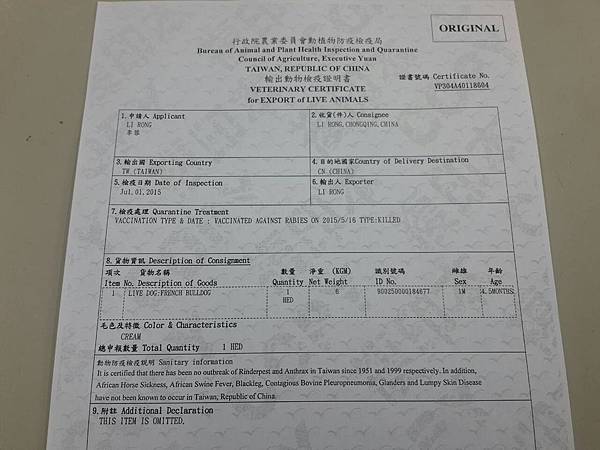 ORIGINAL
行政院農業委員會動植物防疫檢疫局
Bureau of Animal and Plant Health Inspection and Quarantine
Council of Agriculture, Executive Yuan
TAIWAN, REPUBLIC OF CHINA
輸出動物檢疫證明書
VETERINARY CERTIFICATE
for EXPORT of LIVE ANIMALS
證書號碼 Certificate No.
VP304A40118604
1.申請人 Applicant
LI RONG
李蓉
2.收貨(件)人 Consignee
LI RONG,CHONGQING,CHINA
3.輸出國 Exporting Country
TW.(TAIWAN)
4.目的地國家Country of Delivery Destination
CN.(CHINA)
5.檢疫日期 Date of Inspection
Jul.01,2015
6.輸出人 Exporter
LI RONG
7.檢疫處理 Quarantine Treatment
VACCINATION TYPE & DATE : VACCINATED AGAINST RABIES ON 2015/5/16 TYPE:KILLED
8.貨物資訊 Description of Consignment
項次 貨物名稱 數量 淨重 (KGM) 識別號碼 雌雄 年齡
Item No. Description of Goods Quantity Net Weight ID No. Sex Age
1 LIVE DOG:FRENCH BULLDOG 1 6 900250000184677 1M 4.5MONTHS
HED
毛色及特徵 Color & Characteristics
CREAM
總申報數量 Total Quantity 1 HED
動物防疫檢疫說明 Sanitary information
It is certified that there has been no outbreak of Rinderpest and Anthrax in Taiwan since 1951 and 1999 respectively. In addition,
African Horse Sickness, African Swine Fever, Blackleg, Contagious Bovine Pleuropneumonia, Glanders and Lumpy Skin Disease
have not been known to occur in Taiwan, Republic of China.
9.附註 Additional Declaration
THIS ITEM IS OMITTED.